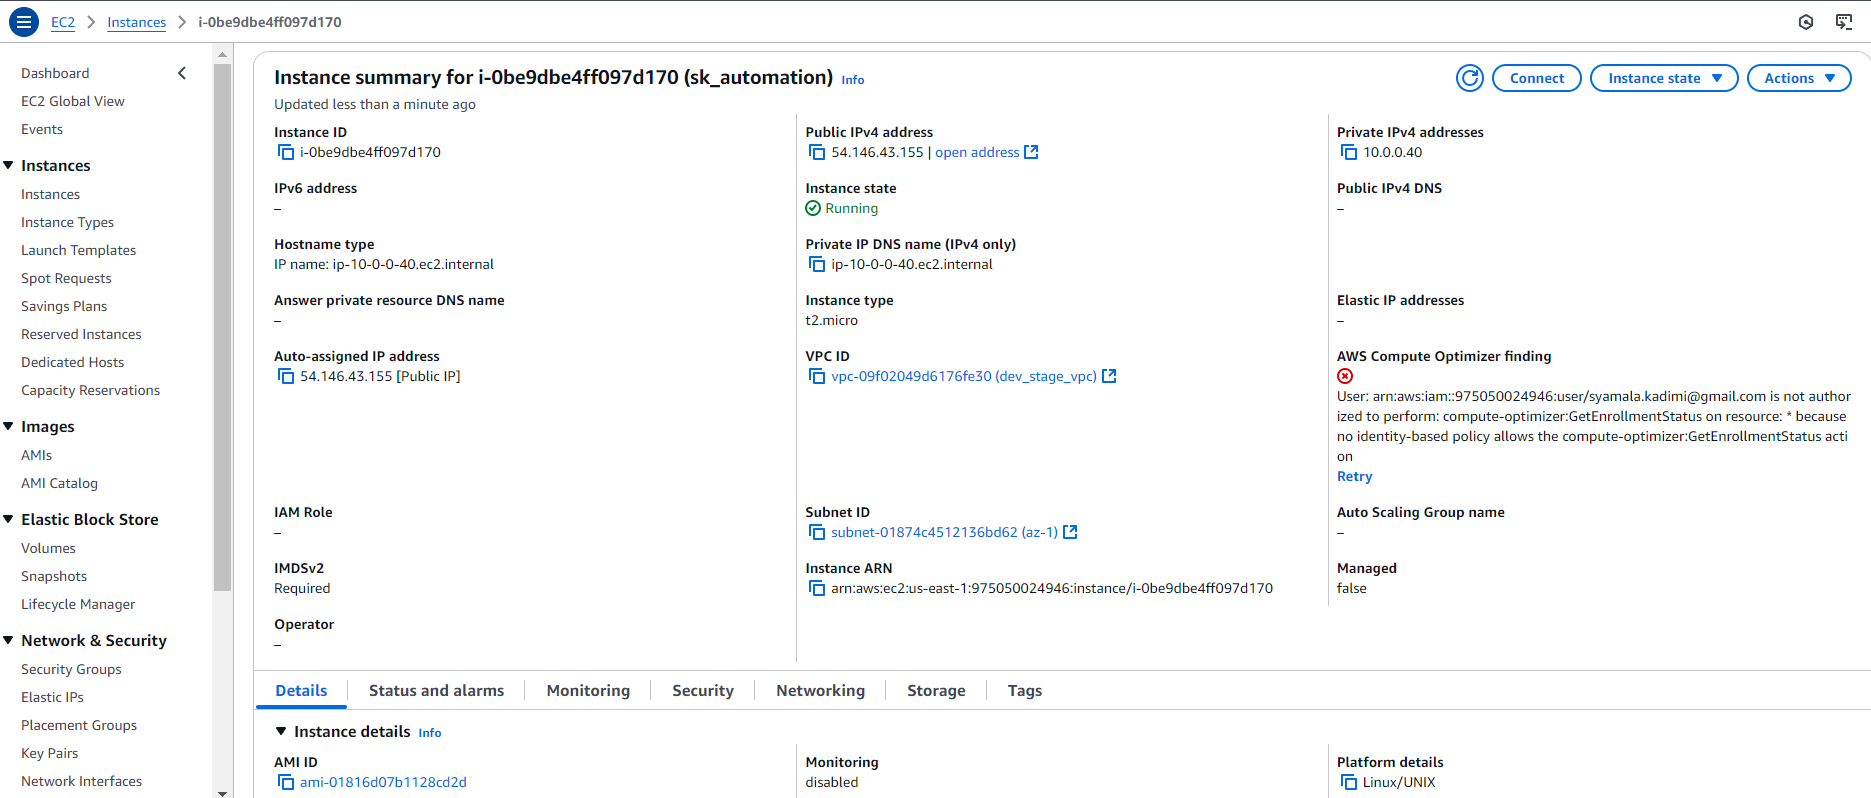 EC2 > Instances > i-0be9dbe4ff097d170
Dashboard
EC2 Global View
Events
Instances
Instances
Instance Types
Launch Templates
Spot Requests
Savings Plans
Reserved Instances
Dedicated Hosts
Capacity Reservations
Images
AMIs
AMI Catalog
Elastic Block Store
Volumes
Snapshots
Lifecycle Manager
Network & Security
Security Groups
Elastic IPs
Placement Groups
Key Pairs
Network Interfaces
Instance summary for i-0be9dbe4ff097d170 (sk_automation) Info
Updated less than a minute ago
Connect
Instance state
Actions
Instance ID
i-0be9dbe4ff097d170
Public IPv4 address
54.146.43.155 | open address
Private IPv4 addresses
10.0.0.40
IPv6 address
–
Instance state
Running
Public IPv4 DNS
–
Hostname type
IP name: ip-10-0-0-40.ec2.internal
Private IP DNS name (IPv4 only)
ip-10-0-0-40.ec2.internal
Answer private resource DNS name
–
Instance type
t2.micro
Elastic IP addresses
–
Auto-assigned IP address
54.146.43.155 [Public IP]
VPC ID
vpc-09f02049d6176fe30 (dev_stage_vpc)
AWS Compute Optimizer finding
User: arn:aws:iam::975050024946:user/syamala.kadimi@gmail.com is not author
ized to perform: compute-optimizer:GetEnrollmentStatus on resource: * because
no identity-based policy allows the compute-optimizer:GetEnrollmentStatus acti
on
Retry
IAM Role
–
Subnet ID
subnet-01874c4512136bd62 (az-1)
Auto Scaling Group name
–
IMDSv2
Required
Instance ARN
arn:aws:ec2:us-east-1:975050024946:instance/i-0be9dbe4ff097d170
Managed
false
Operator
–
Details
Status and alarms
Monitoring
Security
Networking
Storage
Tags
Instance details Info
AMI ID
ami-01816d07b1128cd2d
Monitoring
disabled
Platform details
Linux/UNIX